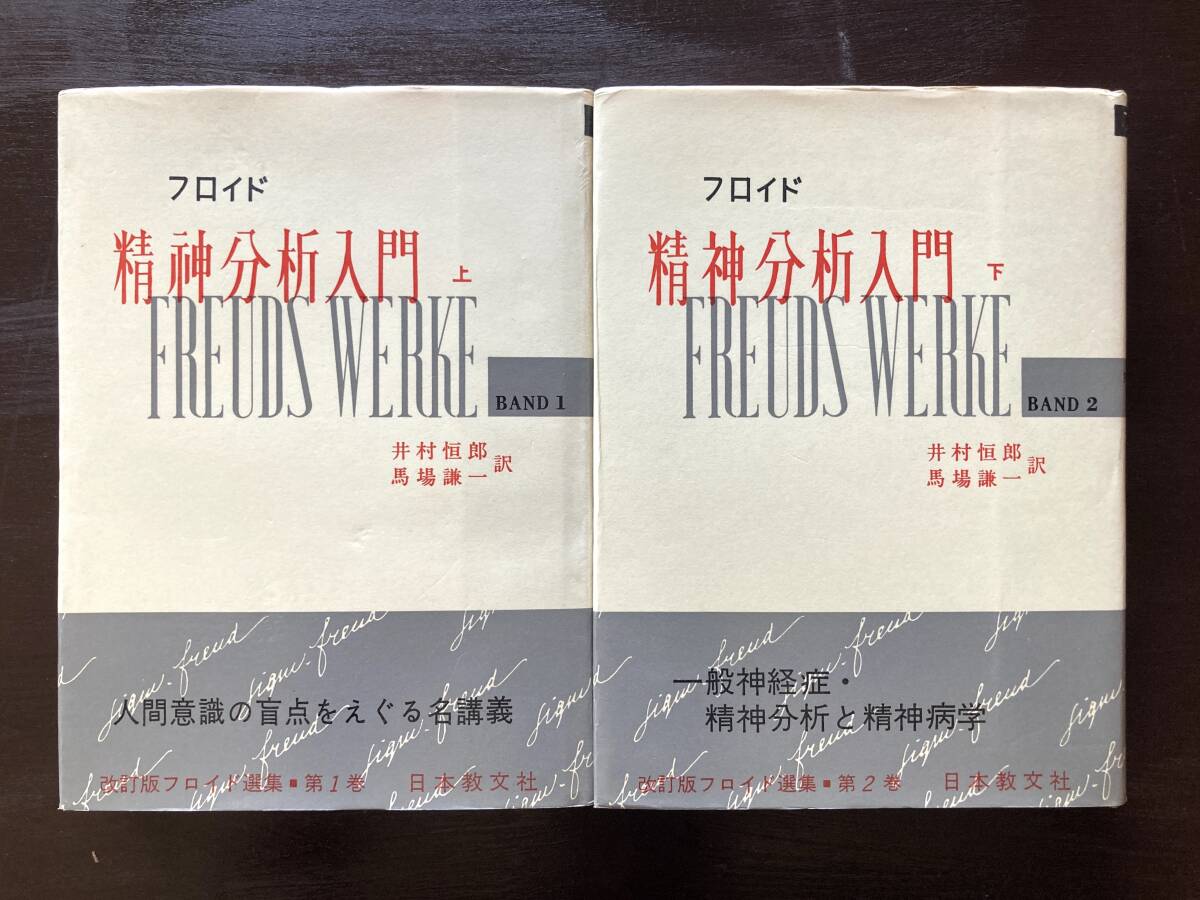 フロイド
精神分析入門 上
FREUDS WERKE
BAND 1
井村恒郎
馬場謙一 訳
sigm. freud
人間意識の盲点をえぐる名講義
改訂版フロイド選集■第1巻 日本教文社
フロイド
精神分析入門 下
FREUDS WERKE
BAND 2
井村恒郎
馬場謙一 訳
sigm. freud
一般神経症・
精神分析と精神病学
改訂版フロイド選集■第2巻 日本教文社